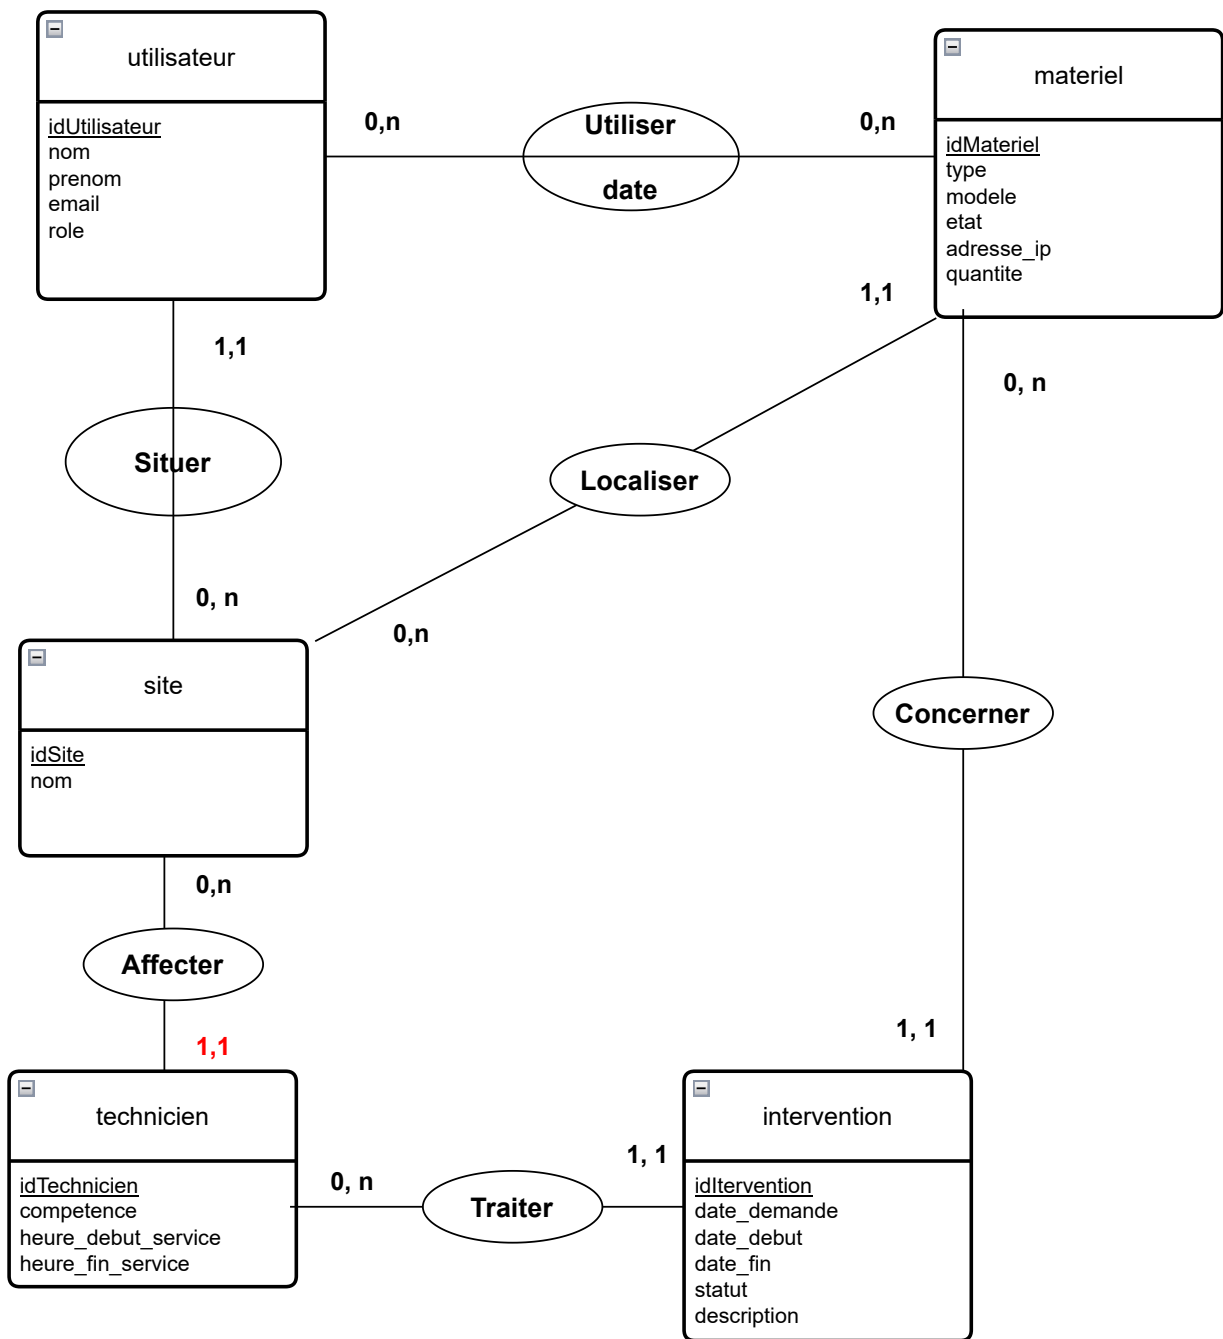 utilisateur
idUtilisateur
nom
prenom
email
role
0,n
Utiliser
date
0,n
materiel
idMateriel
type
modele
etat
adresse_ip
quantite
1,1
1,1
0, n
Situer
Localiser
0, n
0,n
site
idSite
nom
Concerner
0,n
Affecter
1,1
1, 1
technicien
idTechnicien
competence
heure_debut_service
heure_fin_service
0, n
Traiter
1, 1
intervention
idItervention
date_demande
date_debut
date_fin
statut
description